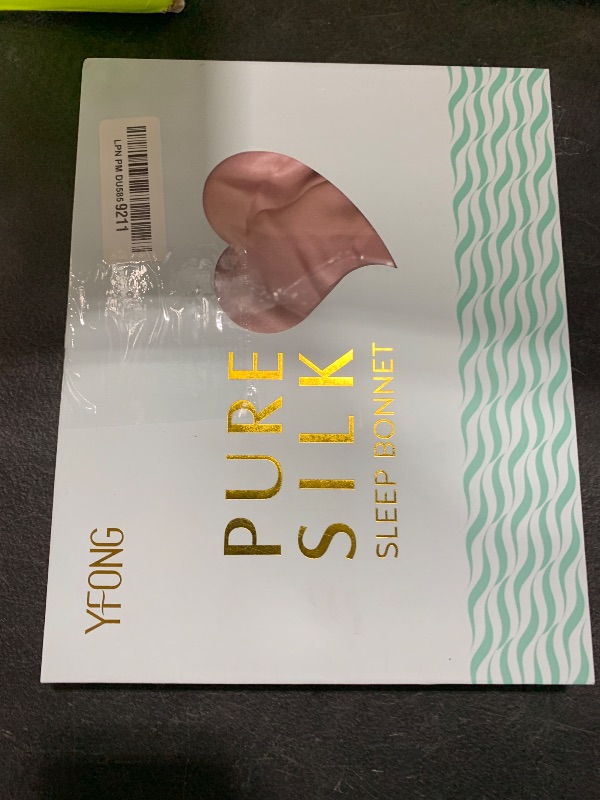 YFONG
PURE
SILK
SLEEP BONNET
LPN PM DU585 9211